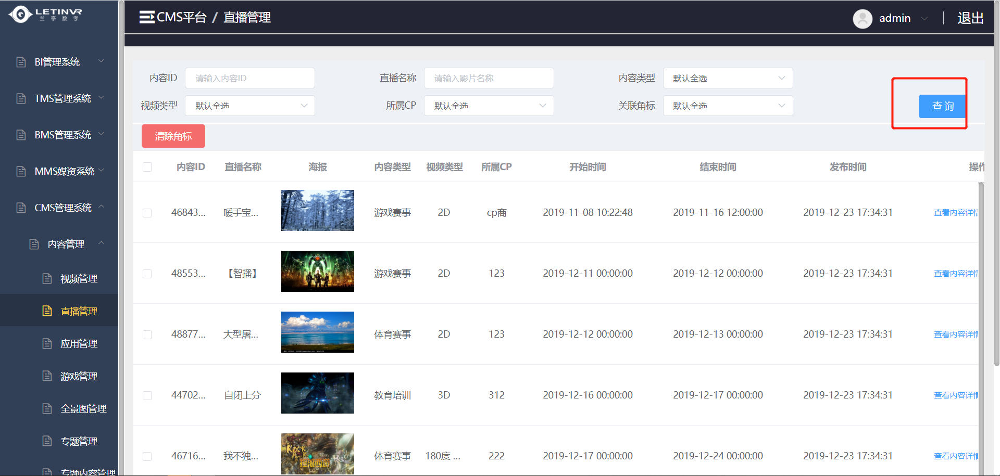 LETINVR
兰亭数字
BI管理系统
TMS管理系统
BMS管理系统
MMS媒资系统
CMS管理系统
内容管理
视频管理
直播管理
应用管理
游戏管理
全景图管理
专题管理
专题内容管理
CMS平台 / 直播管理
admin
退出
内容ID 请输入内容ID 直播名称 请输入影片名称 内容类型 默认全选
视频类型 默认全选 所属CP 默认全选 关联角标 默认全选
查询
清除角标
内容ID 直播名称 海报 内容类型 视频类型 所属CP 开始时间 结束时间 发布时间 操作
46843... 暖手宝... 游戏赛事 2D cp商 2019-11-08 10:22:48 2019-11-16 12:00:00 2019-12-23 17:34:31 查看内容详情
48553... 【智播】 游戏赛事 2D 123 2019-12-11 00:00:00 2019-12-12 00:00:00 2019-12-23 17:34:31 查看内容详情
48877... 大型屠... 体育赛事 2D 123 2019-12-12 00:00:00 2019-12-13 00:00:00 2019-12-23 17:34:31 查看内容详情
44702... 自闭上分 教育培训 3D 312 2019-12-16 00:00:00 2019-12-17 00:00:00 2019-12-23 17:34:31 查看内容详情
46716... 我不独... 体育赛事 180度 ... 222 2019-12-17 00:00:00 2019-12-24 00:00:00 2019-12-23 17:34:31 查看内容详情